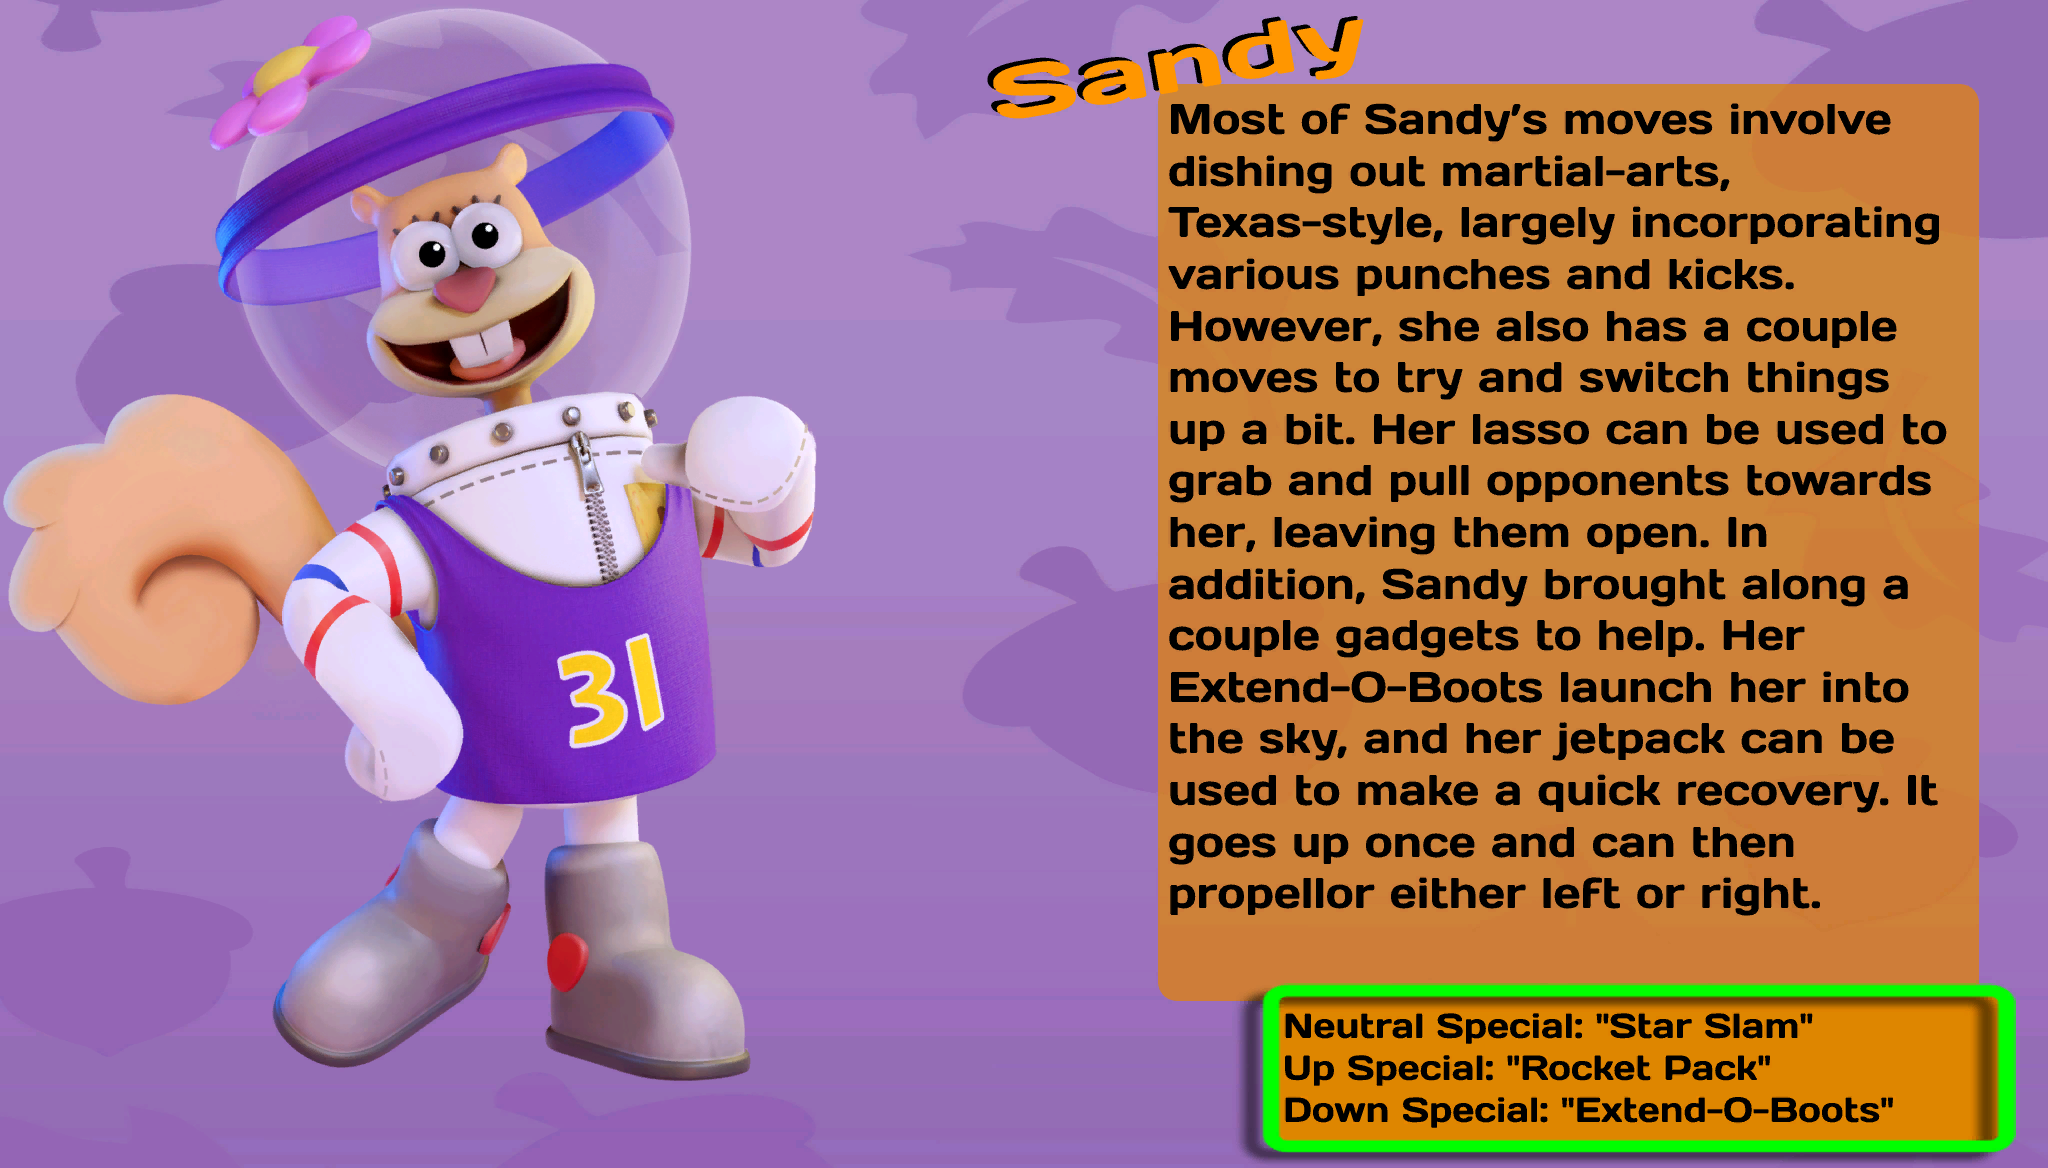 Sandy
Most of Sandy's moves involve
dishing out martial-arts,
Texas-style, largely incorporating
various punches and kicks.
However, she also has a couple
moves to try and switch things
up a bit. Her lasso can be used to
grab and pull opponents towards
her, leaving them open. In
addition, Sandy brought along a
couple gadgets to help. Her
Extend-O-Boots launch her into
the sky, and her jetpack can be
used to make a quick recovery. It
goes up once and can then
propellor either left or right.
31
Neutral Special: "Star Slam"
Up Special: "Rocket Pack"
Down Special: "Extend-O-Boots"